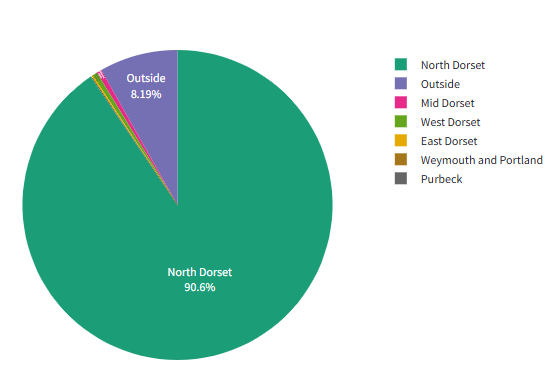 Outside
8.19%
North Dorset
90.6%
North Dorset
Outside
Mid Dorset
West Dorset
East Dorset
Weymouth and Portland
Purbeck